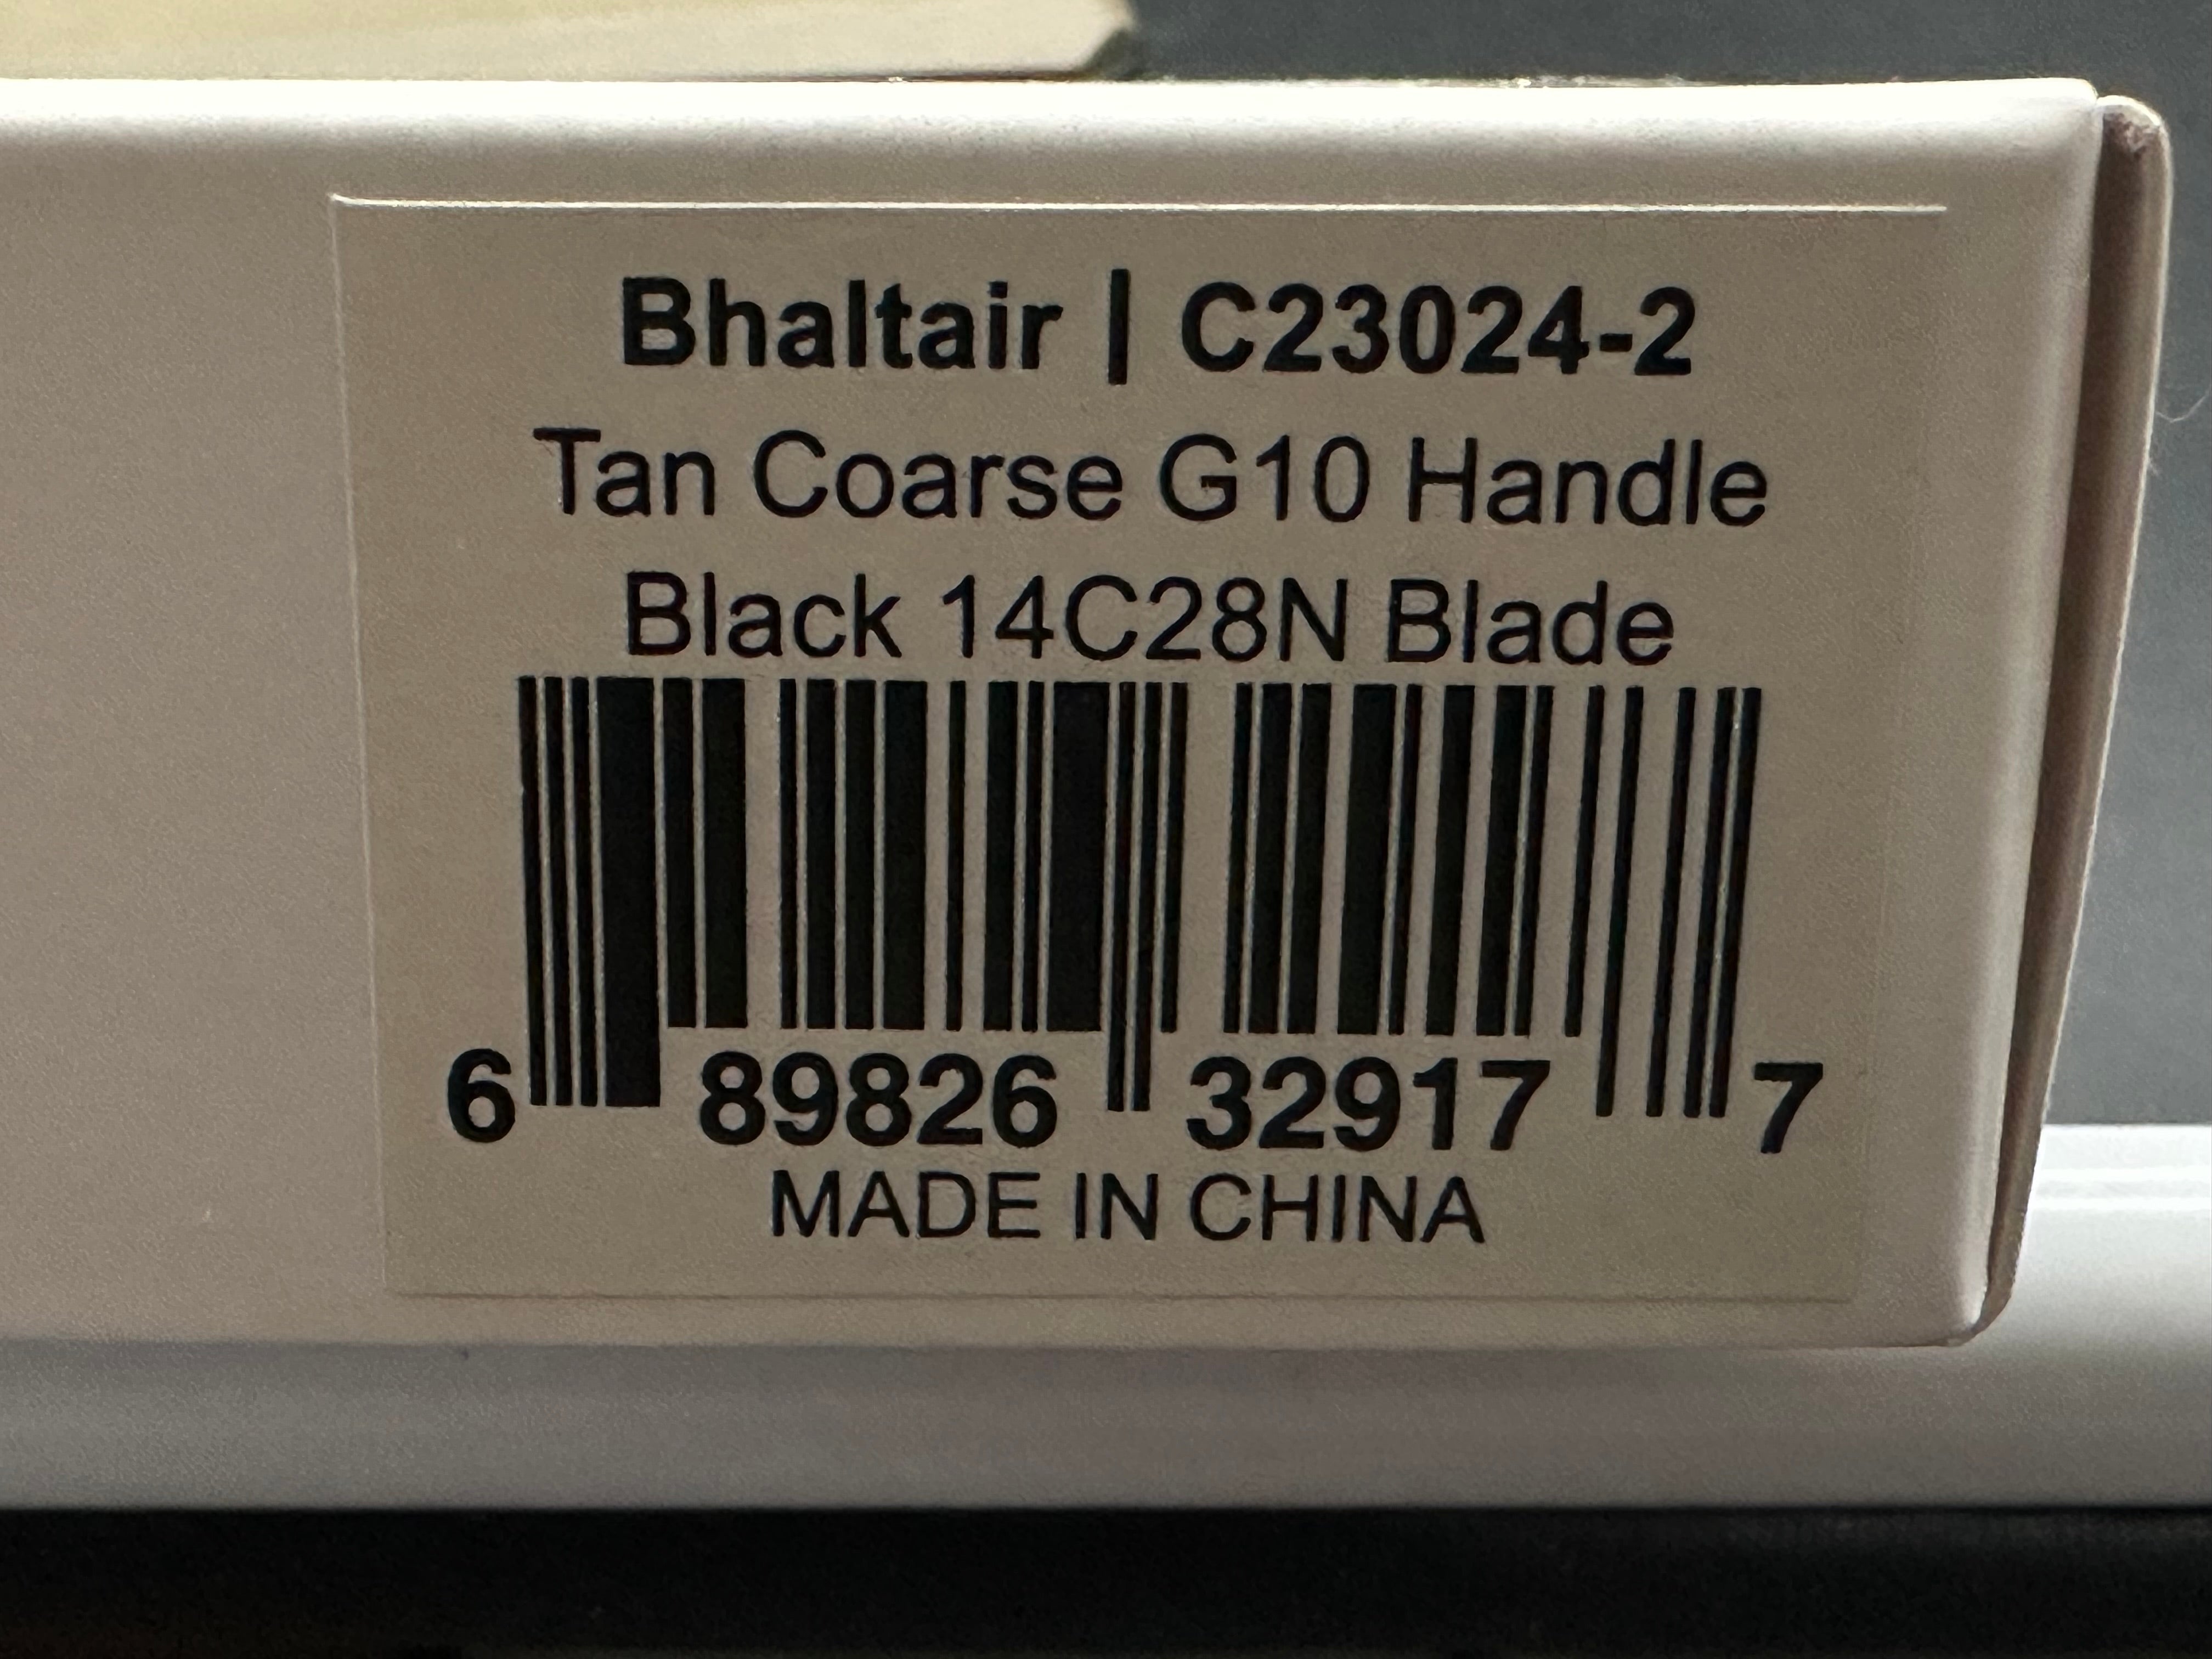 Bhaltair | C23024-2
Tan Coarse G10 Handle
Black 14C28N Blade
6 89826 32917 7
MADE IN CHINA